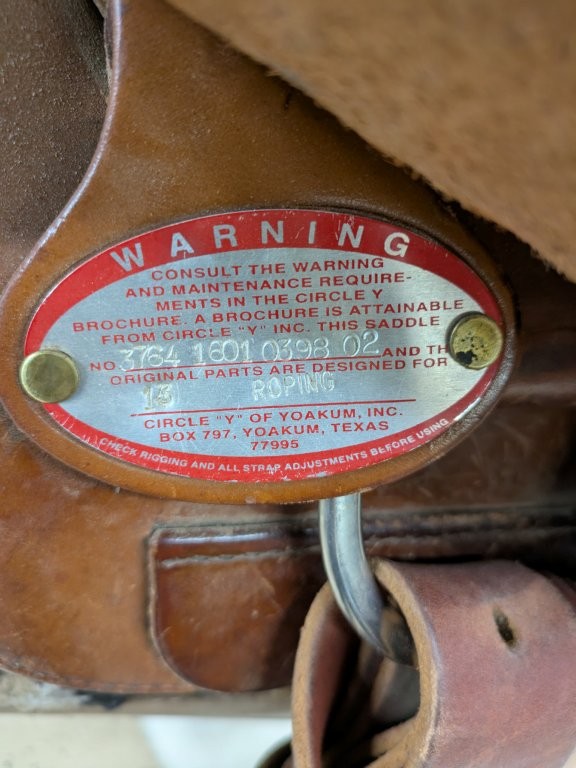 WARNING
CONSULT THE WARNING
AND MAINTENANCE REQUIRE-
MENTS IN THE CIRCLE Y
BROCHURE. A BROCHURE IS ATTAINABLE
FROM CIRCLE "Y" INC. THIS SADDLE
NO. 3764 1601 0398 02 AND TH
ORIGINAL PARTS ARE DESIGNED FOR
13 ROPING
CIRCLE "Y" OF YOAKUM, INC.
BOX 797, YOAKUM, TEXAS
77995
CHECK RIGGING AND ALL STRAP ADJUSTMENTS BEFORE USING